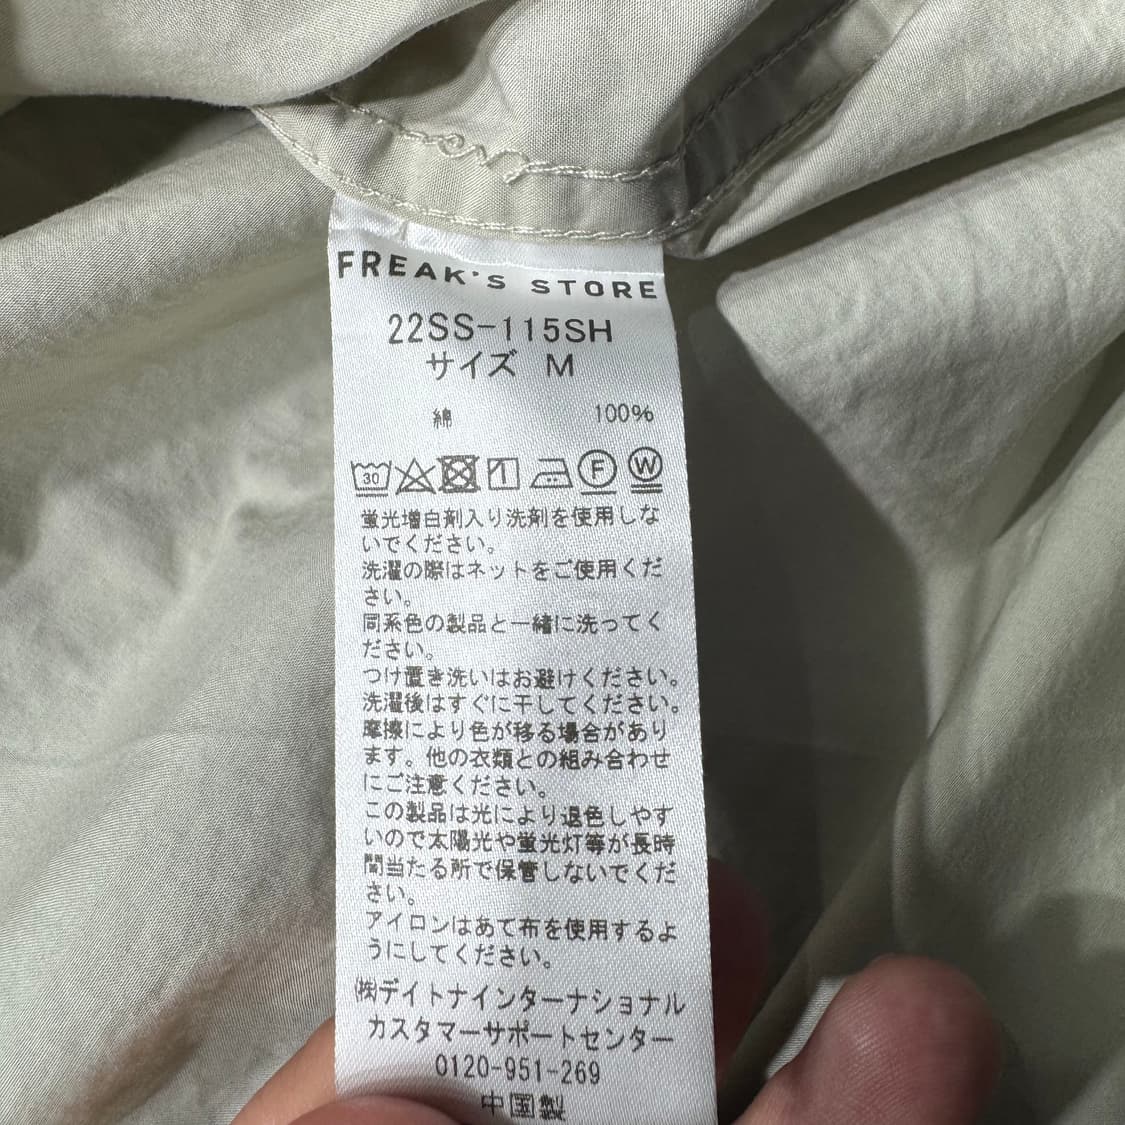 FREAK'S STORE
22SS-115SH
サイズ M
綿 100%
30 1 F W
蛍光増白剤入り洗剤を使用しな
いでください。
洗濯の際はネットをご使用くだ
さい。
同系色の製品と一緒に洗ってく
ださい。
つけ置き洗いはお避けください。
洗濯後はすぐに干してください。
摩擦により色が移る場合があり
ます。他の衣類との組み合わせ
にご注意ください。
この製品は光により退色しやす
いので太陽光や蛍光灯等が長時
間当たる所で保管しないでくだ
さい。
アイロンはあて布を使用するよ
うにしてください。
㈱デイトナインターナショナル
カスタマーサポートセンター
0120-951-269
中国製